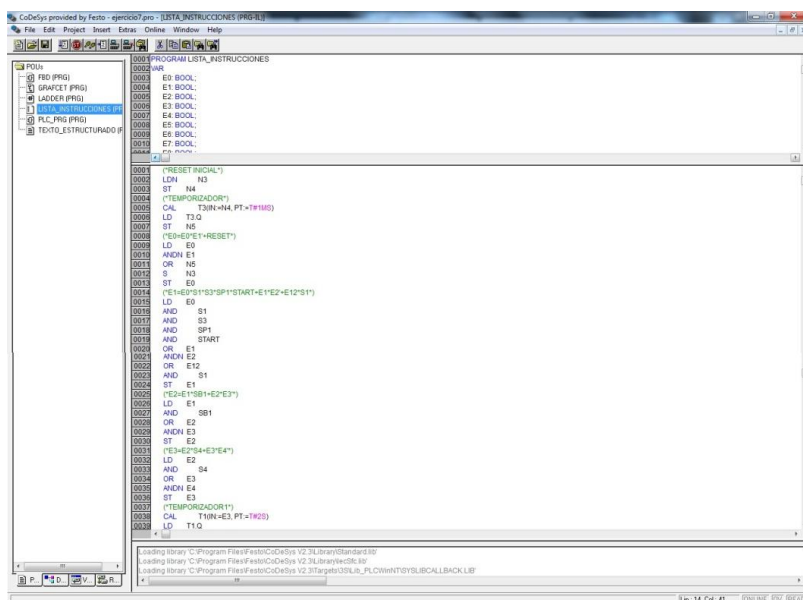 CoDeSys provided by Festo - ejercicio7.pro - [LISTA_INSTRUCCIONES (PRG-IL)]
File Edit Project Insert Extras Online Window Help
POUs
FBD (PRG)
GRAFCET (PRG)
LADDER (PRG)
LISTA_INSTRUCCIONES (PR
PLC_PRG (PRG)
TEXTO_ESTRUCTURADO (F
0001 PROGRAM LISTA_INSTRUCCIONES
0002 VAR
0003 E0: BOOL;
0004 E1: BOOL;
0005 E2: BOOL;
0006 E3: BOOL;
0007 E4: BOOL;
0008 E5: BOOL;
0009 E6: BOOL;
0010 E7: BOOL;
0001 (*RESET INICIAL*)
0002 LDN N3
0003 ST N4
0004 (*TEMPORIZADOR*)
0005 CAL T3(IN:=N4, PT:=T#1MS)
0006 LD T3.Q
0007 ST N5
0008 (*E0=E0*E1'+RESET*)
0009 LD E0
0010 ANDN E1
0011 OR N5
0012 S N3
0013 ST E0
0014 (*E1=E0*S1*S3*SP1*START+E1*E2'+E12*S1*)
0015 LD E0
0016 AND S1
0017 AND S3
0018 AND SP1
0019 AND START
0020 OR E1
0021 ANDN E2
0022 OR E12
0023 AND S1
0024 ST E1
0025 (*E2=E1*SB1+E2*E3'*)
0026 LD E1
0027 AND SB1
0028 OR E2
0029 ANDN E3
0030 ST E2
0031 (*E3=E2*S4+E3*E4'*)
0032 LD E2
0033 AND S4
0034 OR E3
0035 ANDN E4
0036 ST E3
0037 (*TEMPORIZADOR1*)
0038 CAL T1(IN:=E3, PT:=T#2S)
0039 LD T1.Q
Loading library 'C:\Program Files\Festo\CoDeSys V2.3\Library\Standard.lib'
Loading library 'C:\Program Files\Festo\CoDeSys V2.3\Library\IecSfc.lib'
Loading library 'C:\Program Files\Festo\CoDeSys V2.3\Targets\3S\Lib_PLCWinNT\SYSLIBCALLBACK.LIB'
P... D... V... R...
Lin.: 14, Col.: 41 ONLINE OV READ